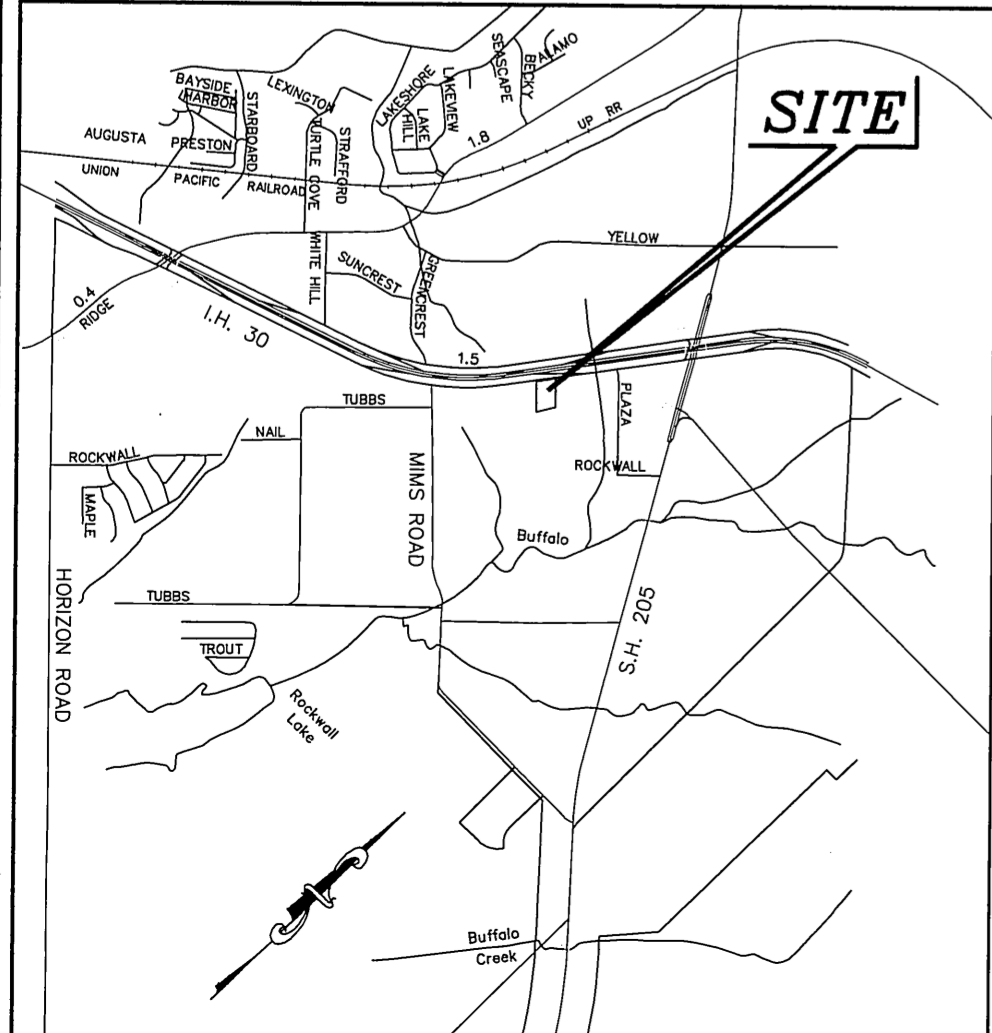 SEASCAPE
BECKY
ALAMO
BAYSIDE
HARBOR
LEXINGTON
LAKESHORE
LAKEVIEW
SITE
STARBOARD
LAKE
HILL
TURTLE COVE
STRAFFORD
1.8
UP RR
AUGUSTA
PRESTON
UNION PACIFIC RAILROAD
YELLOW
WHITE HILL
SUNCREST
GREENCREST
0.4
RIDGE
I.H. 30
1.5
TUBBS
PLAZA
NAIL
ROCKWALL
ROCKWALL
MIMS ROAD
MAPLE
Buffalo
HORIZON ROAD
TUBBS
S.H. 205
TROUT
Rockwall
Lake
Buffalo
Creek